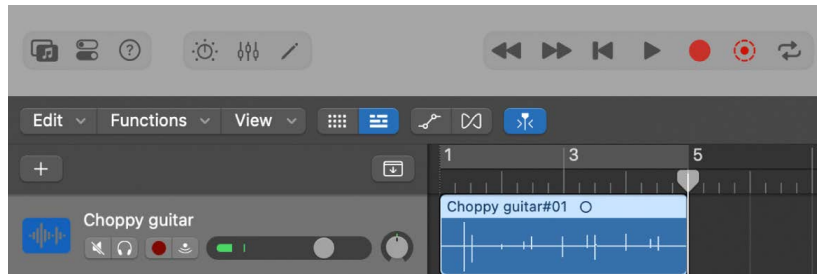 ?
Edit Functions View
1 3 5
Choppy guitar
Choppy guitar#01